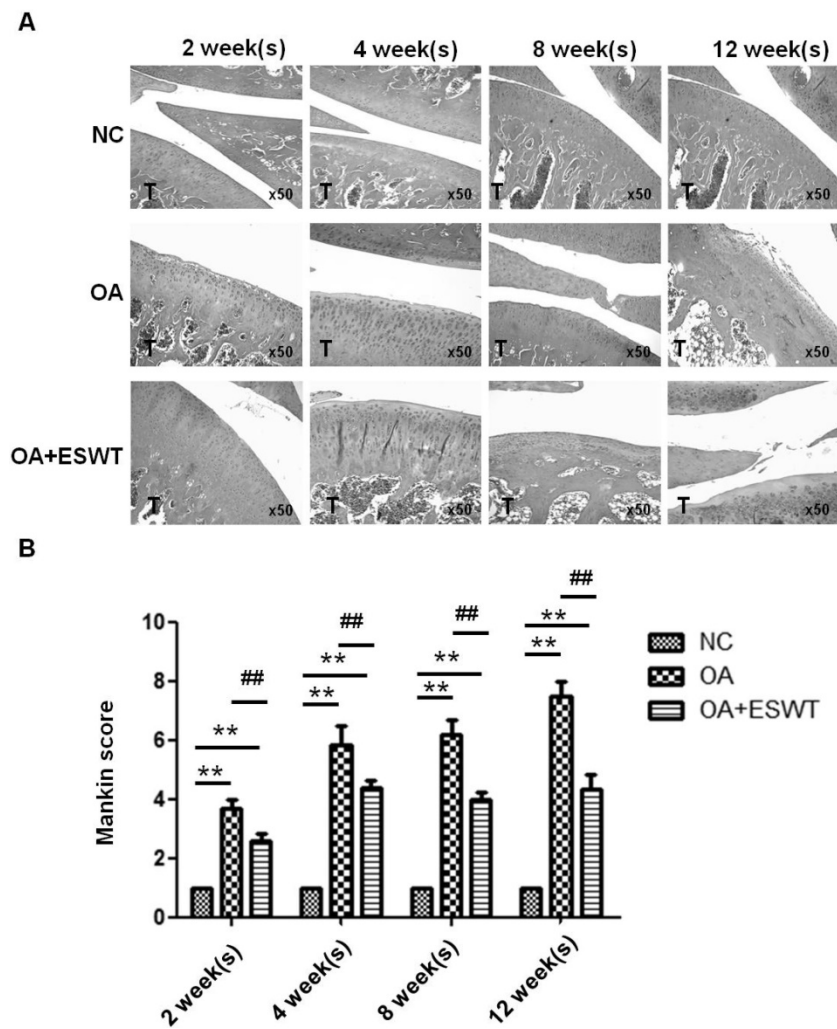 A
2 week(s) 4 week(s) 8 week(s) 12 week(s)
NC
T x50 T x50 T x50 T x50
OA
T x50 T x50 T x50 T x50
OA+ESWT
T x50 T x50 T x50 T x50
B
Mankin score
10
8
6
4
2
0
** ** ##
** ** ##
** ** ##
** ** ##
2 week(s) 4 week(s) 8 week(s) 12 week(s)
NC
OA
OA+ESWT